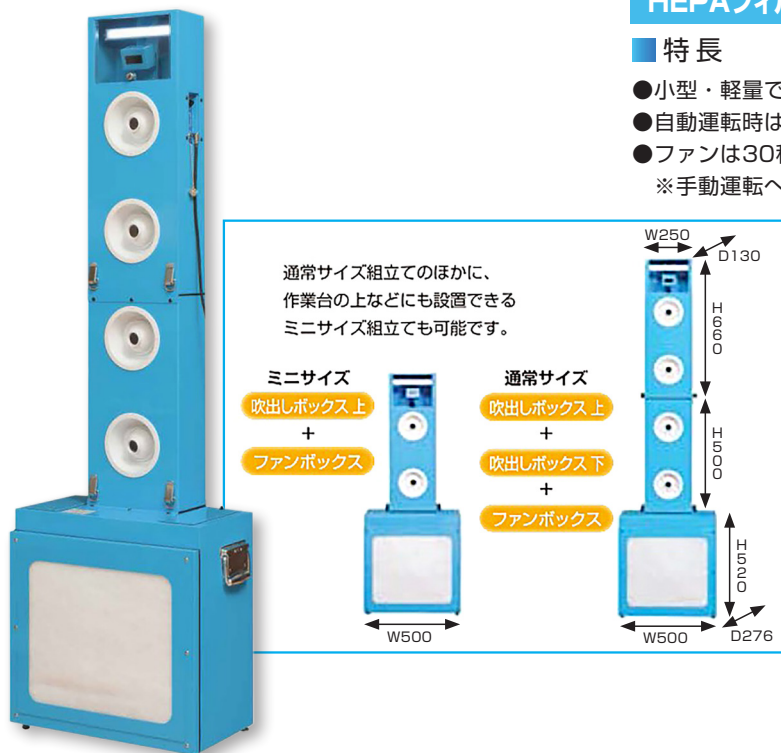 HEPAフィル
特長
●小型・軽量で
●自動運転時は
●ファンは30秒
※手動運転へ
通常サイズ組立てのほかに、
作業台の上などにも設置できる
ミニサイズ組立ても可能です。
ミニサイズ
吹出しボックス 上
+
ファンボックス
W500
通常サイズ
吹出しボックス 上
+
吹出しボックス 下
+
ファンボックス
W250
D130
H660
H500
H520
W500
D276